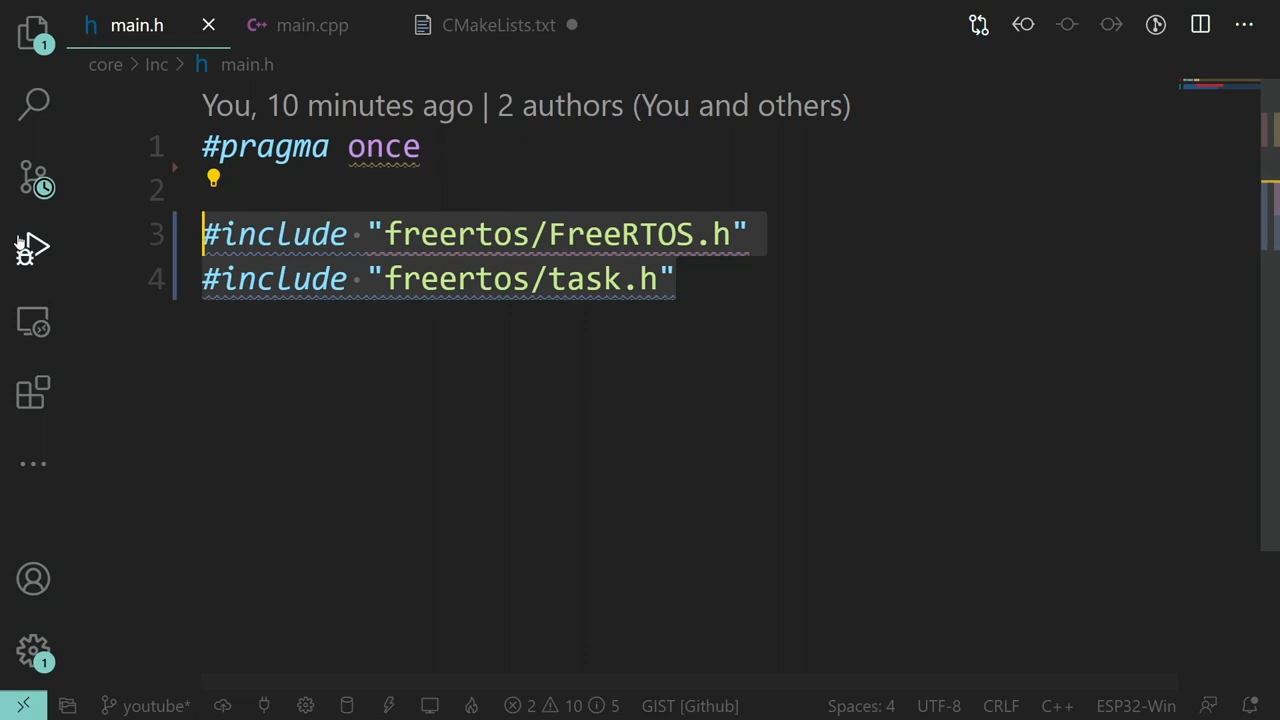 h main.h
main.cpp
CMakeLists.txt
1
core > Inc > h main.h
You, 10 minutes ago | 2 authors (You and others)
1 #pragma once
2
3 #include "freertos/FreeRTOS.h"
4 #include "freertos/task.h"
1
youtube* 2 10 5 GIST [Github] Spaces: 4 UTF-8 CRLF C++ ESP32-Win